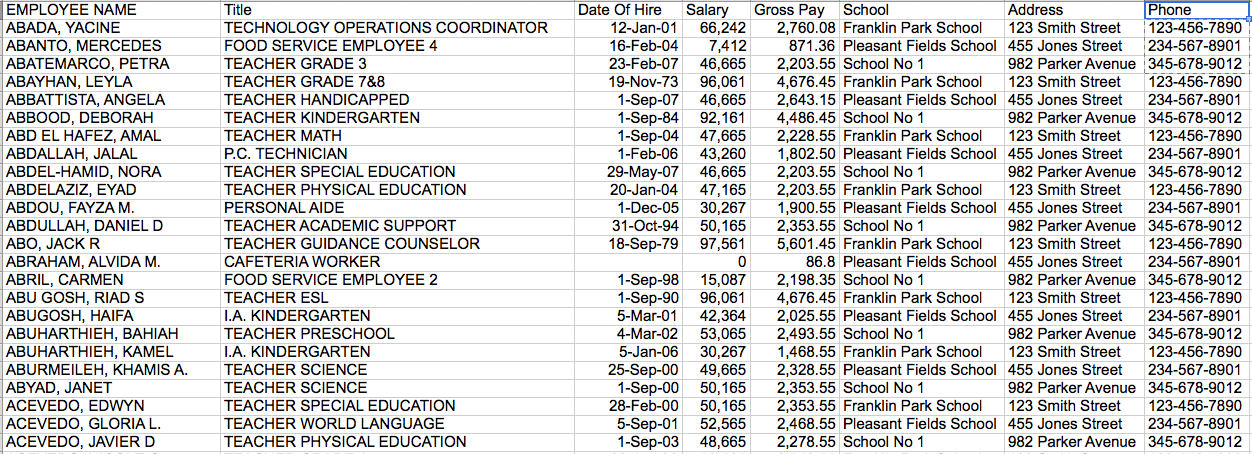 EMPLOYEE NAME Title Date Of Hire Salary Gross Pay School Address Phone
ABADA, YACINE TECHNOLOGY OPERATIONS COORDINATOR 12-Jan-01 66,242 2,760.08 Franklin Park School 123 Smith Street 123-456-7890
ABANTO, MERCEDES FOOD SERVICE EMPLOYEE 4 16-Feb-04 7,412 871.36 Pleasant Fields School 455 Jones Street 234-567-8901
ABATEMARCO, PETRA TEACHER GRADE 3 23-Feb-07 46,665 2,203.55 School No 1 982 Parker Avenue 345-678-9012
ABAYHAN, LEYLA TEACHER GRADE 7&8 19-Nov-73 96,061 4,676.45 Franklin Park School 123 Smith Street 123-456-7890
ABBATTISTA, ANGELA TEACHER HANDICAPPED 1-Sep-07 46,665 2,643.15 Pleasant Fields School 455 Jones Street 234-567-8901
ABBOOD, DEBORAH TEACHER KINDERGARTEN 1-Sep-84 92,161 4,486.45 School No 1 982 Parker Avenue 345-678-9012
ABD EL HAFEZ, AMAL TEACHER MATH 1-Sep-04 47,665 2,228.55 Franklin Park School 123 Smith Street 123-456-7890
ABDALLAH, JALAL P.C. TECHNICIAN 1-Feb-06 43,260 1,802.50 Pleasant Fields School 455 Jones Street 234-567-8901
ABDEL-HAMID, NORA TEACHER SPECIAL EDUCATION 29-May-07 46,665 2,203.55 School No 1 982 Parker Avenue 345-678-9012
ABDELAZIZ, EYAD TEACHER PHYSICAL EDUCATION 20-Jan-04 47,165 2,203.55 Franklin Park School 123 Smith Street 123-456-7890
ABDOU, FAYZA M. PERSONAL AIDE 1-Dec-05 30,267 1,900.55 Pleasant Fields School 455 Jones Street 234-567-8901
ABDULLAH, DANIEL D TEACHER ACADEMIC SUPPORT 31-Oct-94 50,165 2,353.55 School No 1 982 Parker Avenue 345-678-9012
ABO, JACK R TEACHER GUIDANCE COUNSELOR 18-Sep-79 97,561 5,601.45 Franklin Park School 123 Smith Street 123-456-7890
ABRAHAM, ALVIDA M. CAFETERIA WORKER 0 86.8 Pleasant Fields School 455 Jones Street 234-567-8901
ABRIL, CARMEN FOOD SERVICE EMPLOYEE 2 1-Sep-98 15,087 2,198.35 School No 1 982 Parker Avenue 345-678-9012
ABU GOSH, RIAD S TEACHER ESL 1-Sep-90 96,061 4,676.45 Franklin Park School 123 Smith Street 123-456-7890
ABUGOSH, HAIFA I.A. KINDERGARTEN 5-Mar-01 42,364 2,025.55 Pleasant Fields School 455 Jones Street 234-567-8901
ABUHARTHIEH, BAHIAH TEACHER PRESCHOOL 4-Mar-02 53,065 2,493.55 School No 1 982 Parker Avenue 345-678-9012
ABUHARTHIEH, KAMEL I.A. KINDERGARTEN 5-Jan-06 30,267 1,468.55 Franklin Park School 123 Smith Street 123-456-7890
ABURMEILEH, KHAMIS A. TEACHER SCIENCE 25-Sep-00 49,665 2,328.55 Pleasant Fields School 455 Jones Street 234-567-8901
ABYAD, JANET TEACHER SCIENCE 1-Sep-00 50,165 2,353.55 School No 1 982 Parker Avenue 345-678-9012
ACEVEDO, EDWYN TEACHER SPECIAL EDUCATION 28-Feb-00 50,165 2,353.55 Franklin Park School 123 Smith Street 123-456-7890
ACEVEDO, GLORIA L. TEACHER WORLD LANGUAGE 5-Sep-01 52,565 2,468.55 Pleasant Fields School 455 Jones Street 234-567-8901
ACEVEDO, JAVIER D TEACHER PHYSICAL EDUCATION 1-Sep-03 48,665 2,278.55 School No 1 982 Parker Avenue 345-678-9012